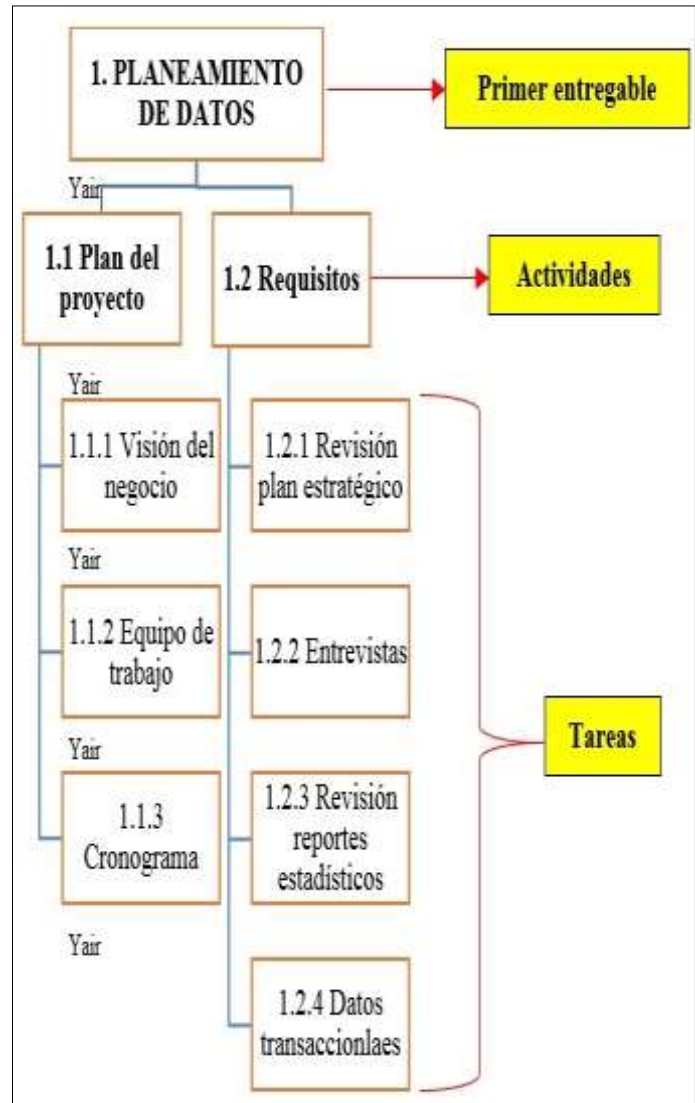 1. PLANEAMIENTO
DE DATOS
Primer entregable
Yair
1.1 Plan del
proyecto
1.2 Requisitos
Actividades
Yair
1.1.1 Visión del
negocio
1.2.1 Revisión
plan estratégico
Yair
1.1.2 Equipo de
trabajo
1.2.2 Entrevistas
Tareas
Yair
1.1.3
Cronograma
1.2.3 Revisión
reportes
estadísticos
Yair
1.2.4 Datos
transaccionlaes